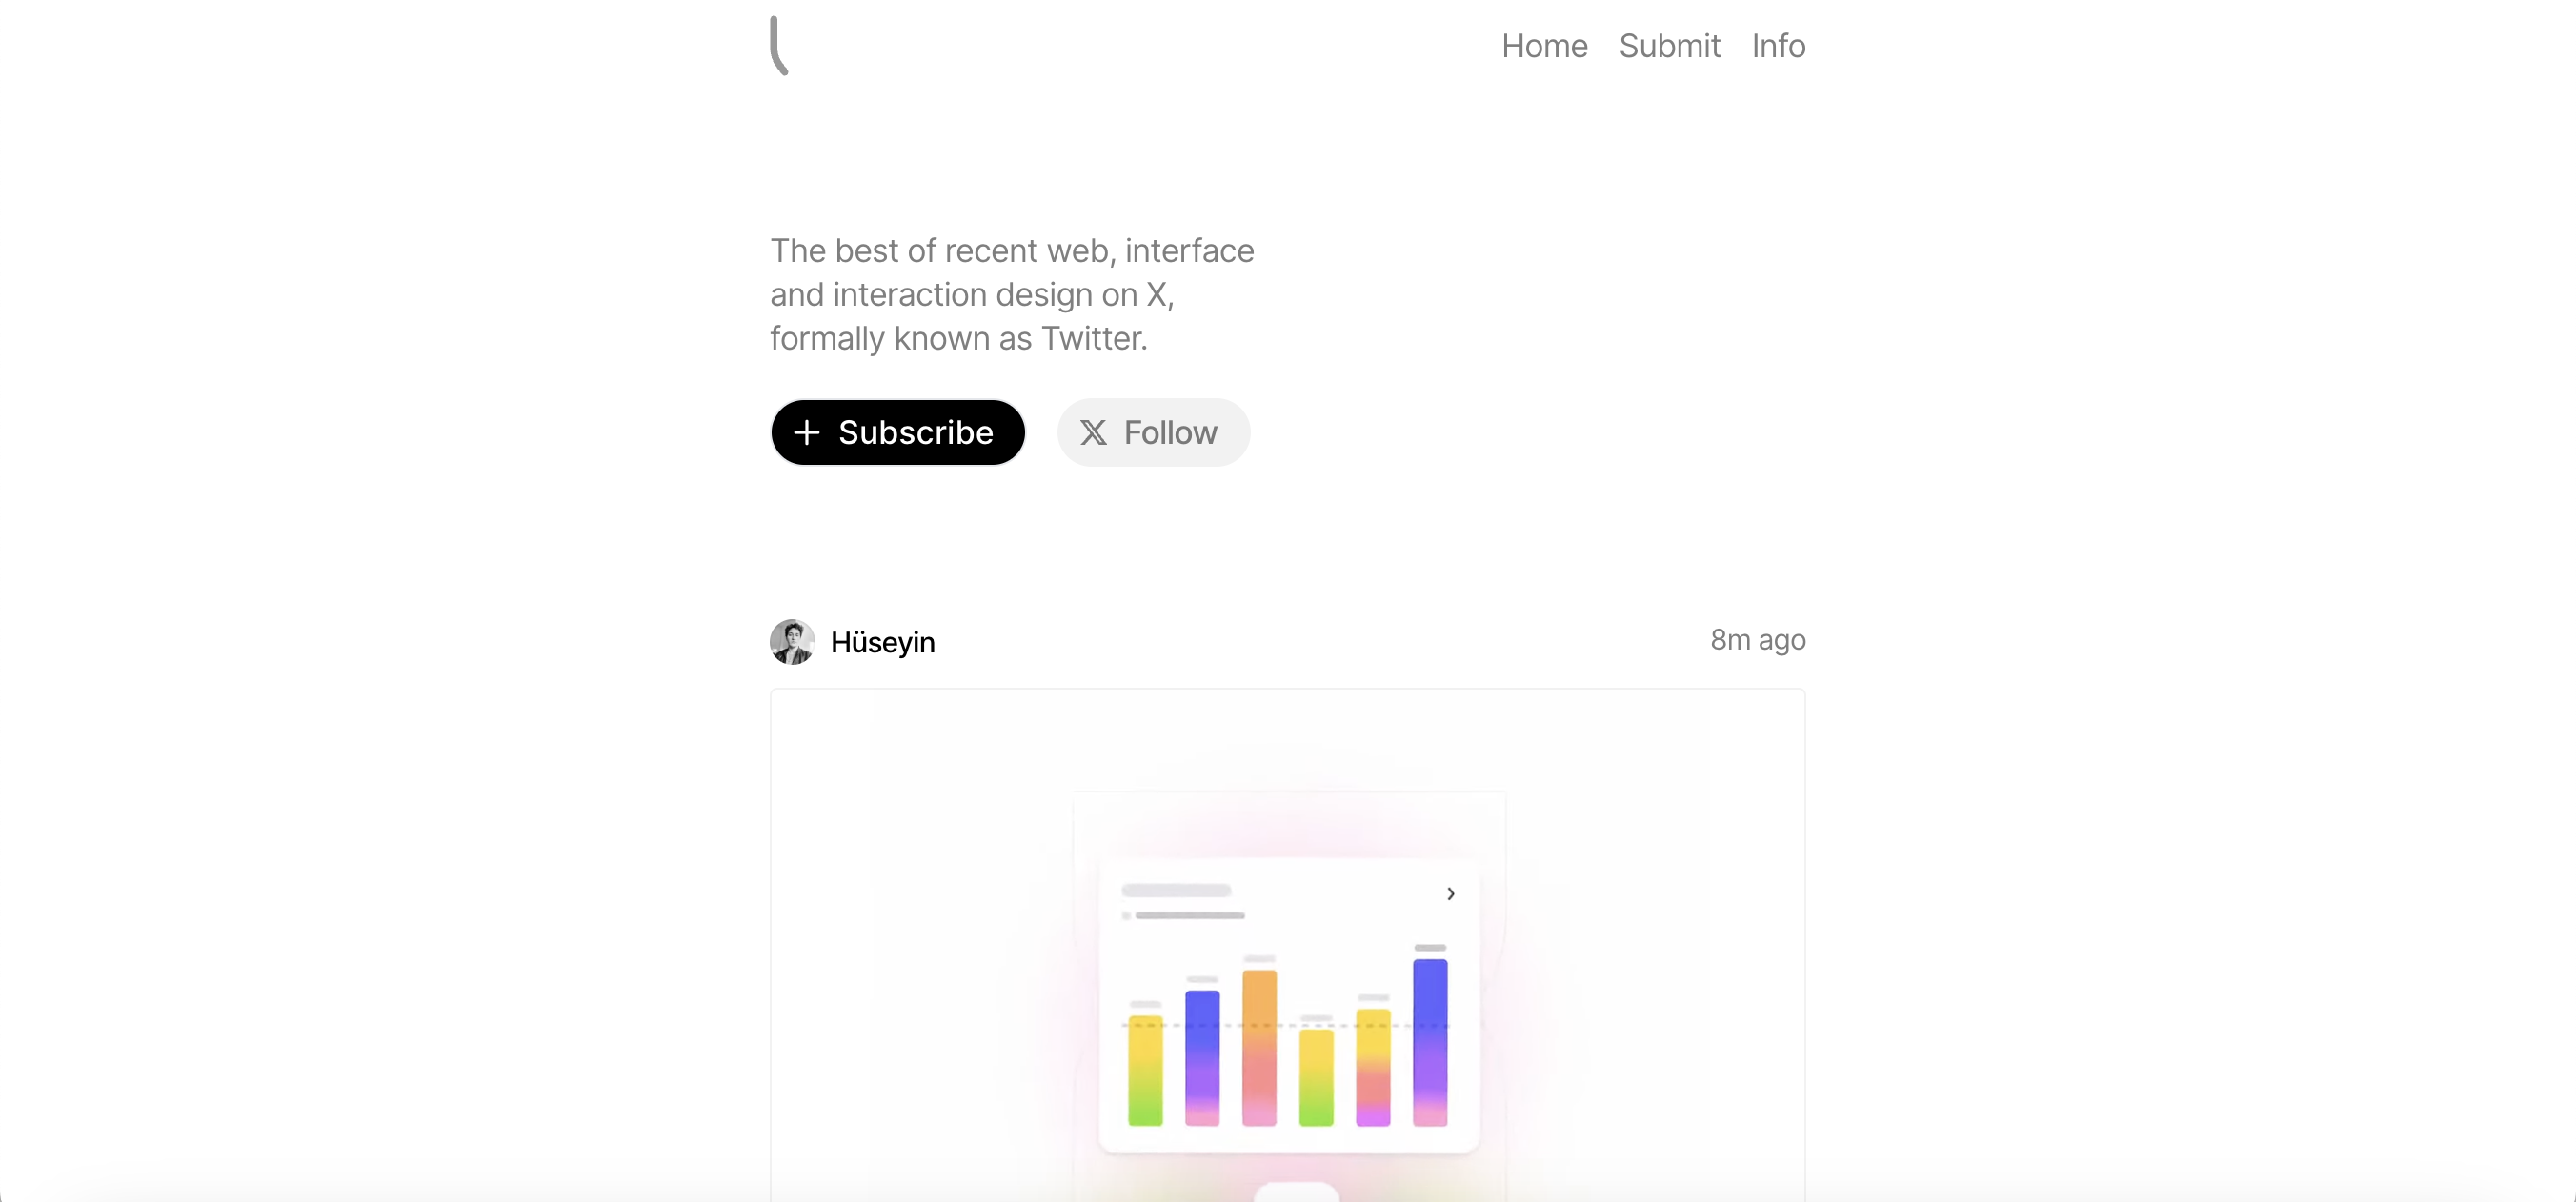 Home Submit Info
The best of recent web, interface
and interaction design on X,
formally known as Twitter.
Subscribe
Follow
Hüseyin
8m ago